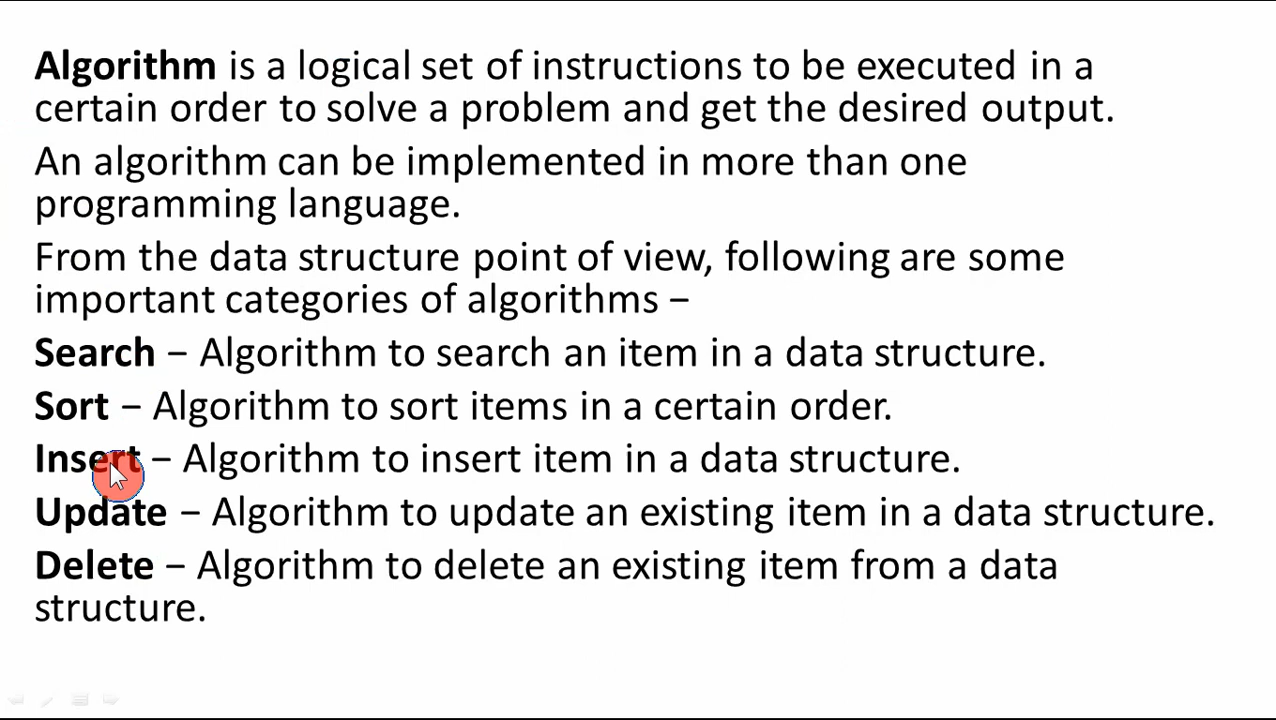 Algorithm is a logical set of instructions to be executed in a
certain order to solve a problem and get the desired output.
An algorithm can be implemented in more than one
programming language.
From the data structure point of view, following are some
important categories of algorithms −
Search − Algorithm to search an item in a data structure.
Sort − Algorithm to sort items in a certain order.
Insert − Algorithm to insert item in a data structure.
Update − Algorithm to update an existing item in a data structure.
Delete − Algorithm to delete an existing item from a data
structure.